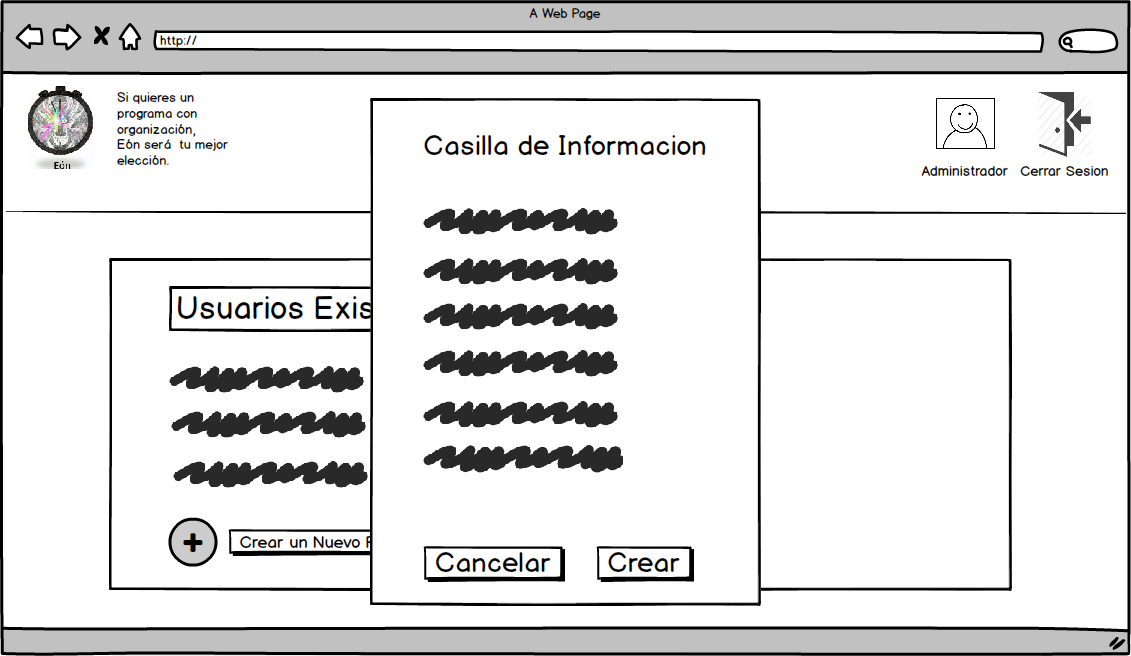 A Web Page
http://
Si quieres un
programa con
organización,
Eón será tu mejor
elección.
Eón
Administrador
Cerrar Sesion
Casilla de Informacion
Usuarios Exis
Crear un Nuevo
Cancelar
Crear